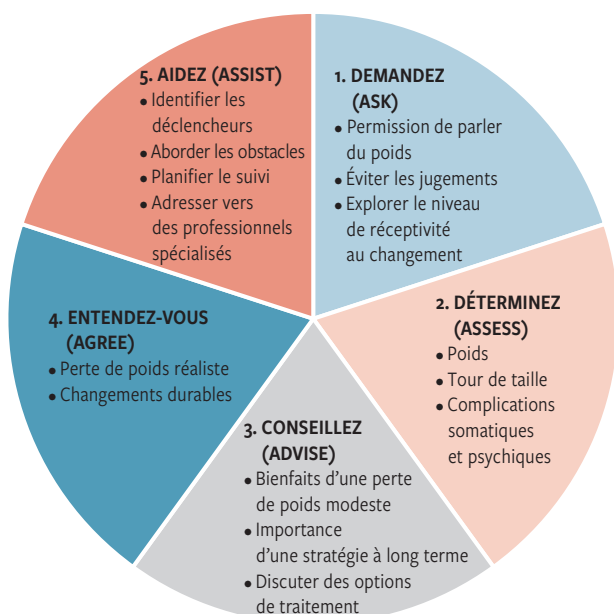 1. DEMANDEZ
(ASK)
• Permission de parler
du poids
• Éviter les jugements
• Explorer le niveau
de réceptivité
au changement
2. DÉTERMINEZ
(ASSESS)
• Poids
• Tour de taille
• Complications
somatiques
et psychiques
3. CONSEILLEZ
(ADVISE)
• Bienfaits d’une perte
de poids modeste
• Importance
d’une stratégie à long terme
• Discuter des options
de traitement
4. ENTENDEZ-VOUS
(AGREE)
• Perte de poids réaliste
• Changements durables
5. AIDEZ (ASSIST)
• Identifier les
déclencheurs
• Aborder les obstacles
• Planifier le suivi
• Adresser vers
des professionnels
spécialisés